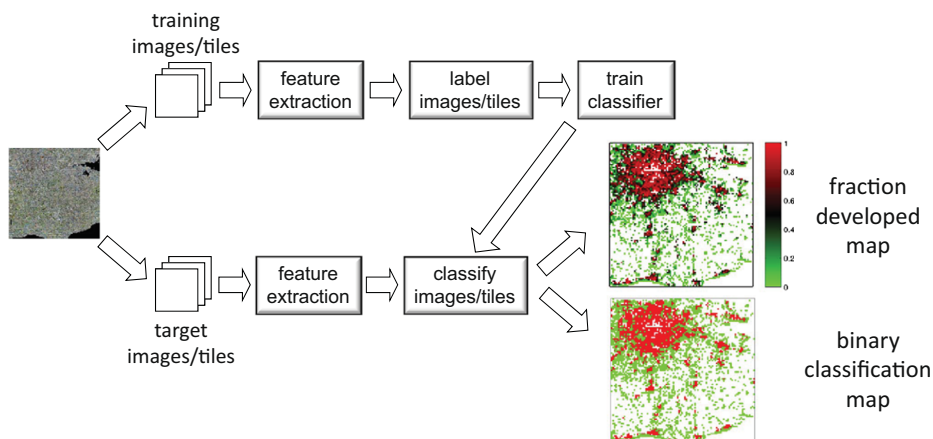 training
images/tiles
feature
extraction
label
images/tiles
train
classifier
1
0.8
0.6
0.4
0.2
0
fraction
developed
map
feature
extraction
classify
images/tiles
target
images/tiles
binary
classification
map